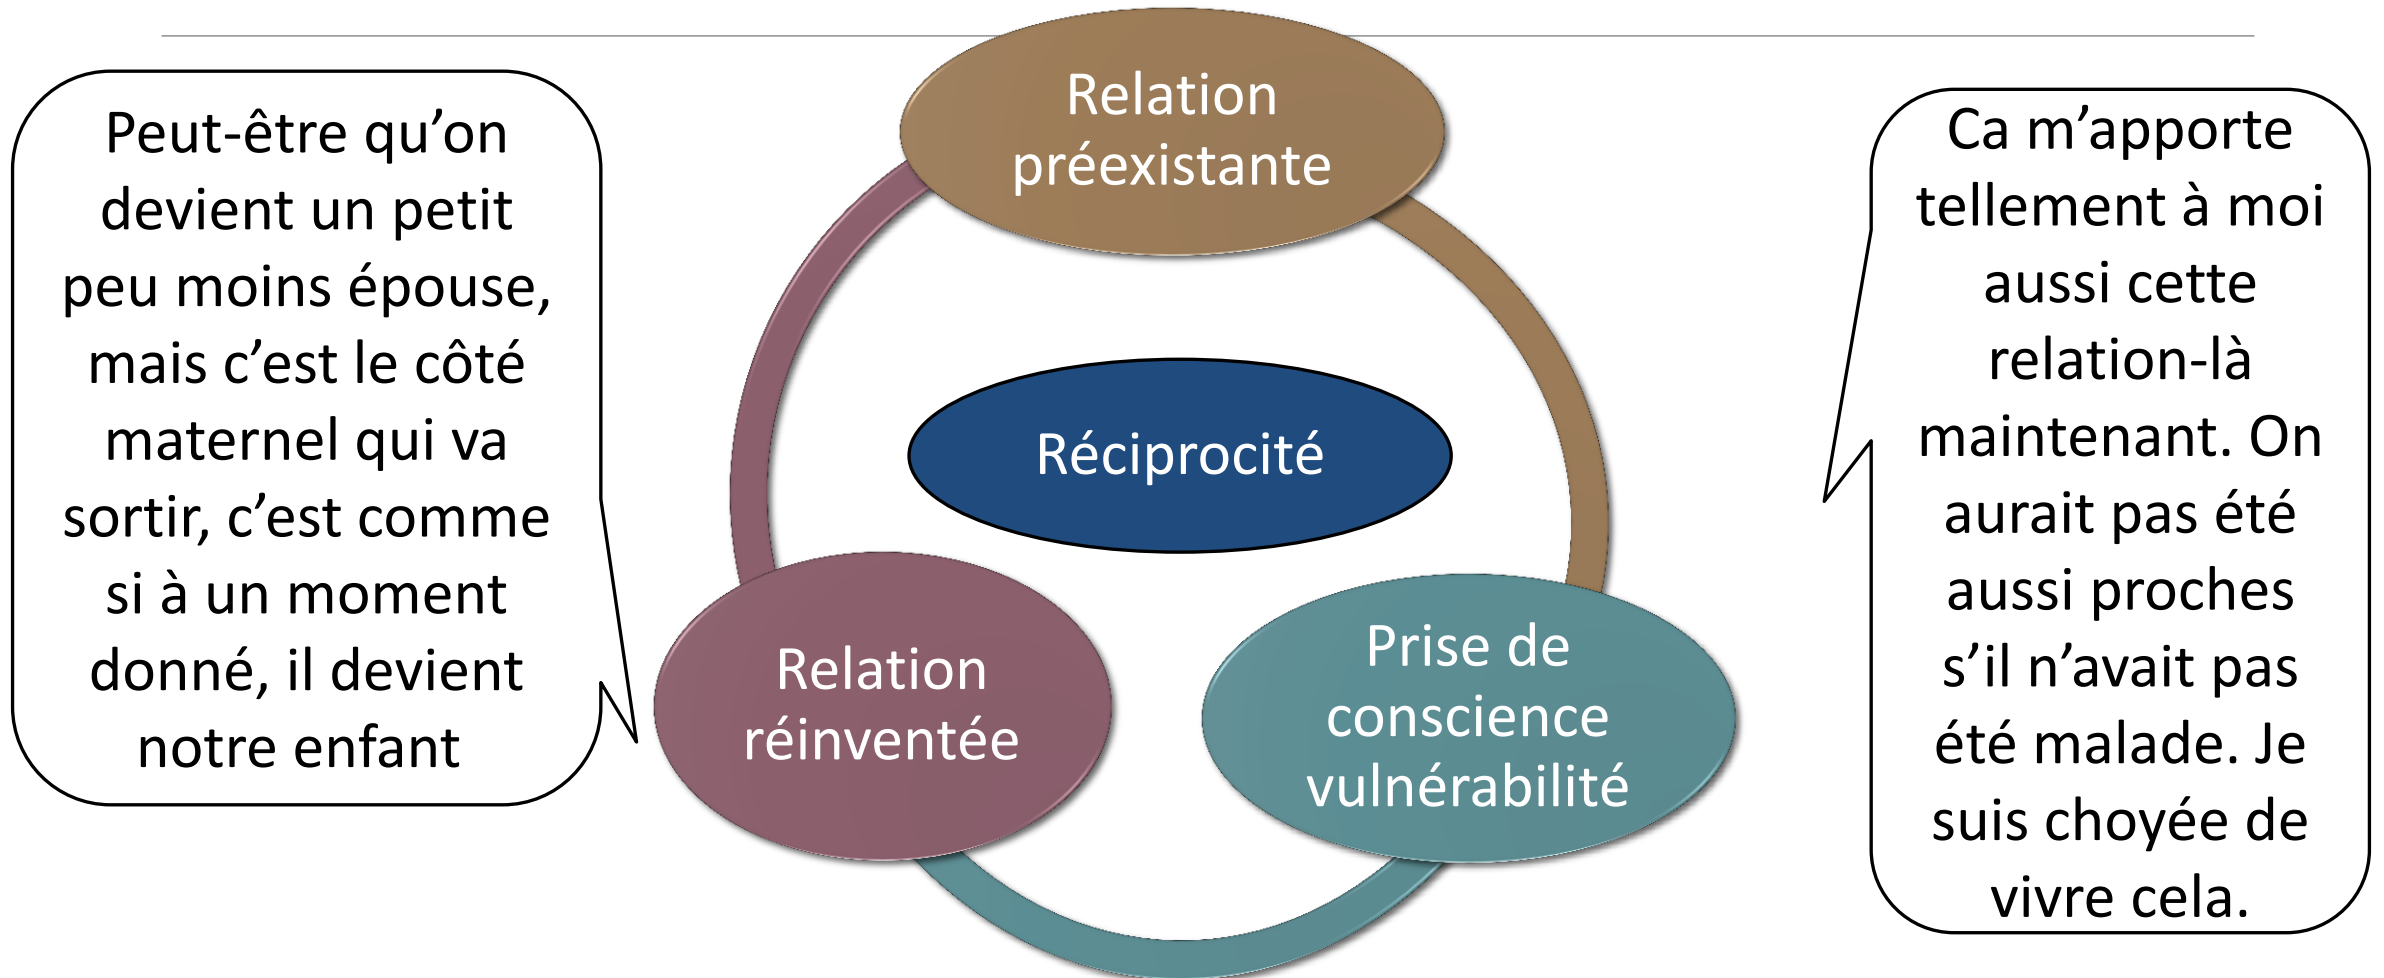 Peut-être qu’on
devient un petit
peu moins épouse,
mais c’est le côté
maternel qui va
sortir, c’est comme
si à un moment
donné, il devient
notre enfant
Relation
préexistante
Réciprocité
Relation
réinventée
Prise de
conscience
vulnérabilité
Ca m’apporte
tellement à moi
aussi cette
relation-là
maintenant. On
aurait pas été
aussi proches
s’il n’avait pas
été malade. Je
suis choyée de
vivre cela.